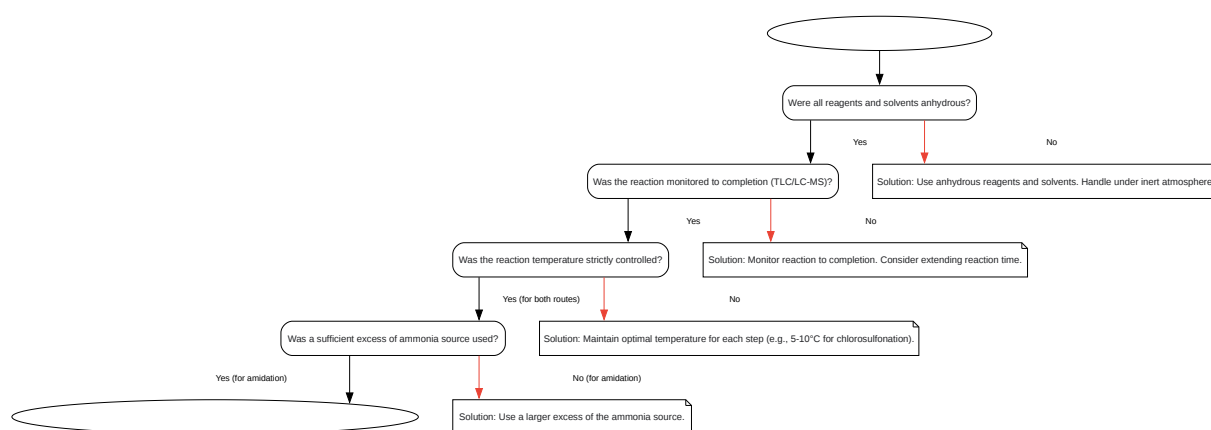 Were all reagents and solvents anhydrous?
Yes
No
Was the reaction monitored to completion (TLC/LC-MS)?
Solution: Use anhydrous reagents and solvents. Handle under inert atmosphere
Yes
No
Was the reaction temperature strictly controlled?
Solution: Monitor reaction to completion. Consider extending reaction time.
Yes (for both routes)
No
Was a sufficient excess of ammonia source used?
Solution: Maintain optimal temperature for each step (e.g., 5-10°C for chlorosulfonation).
Yes (for amidation)
No (for amidation)
Solution: Use a larger excess of the ammonia source.